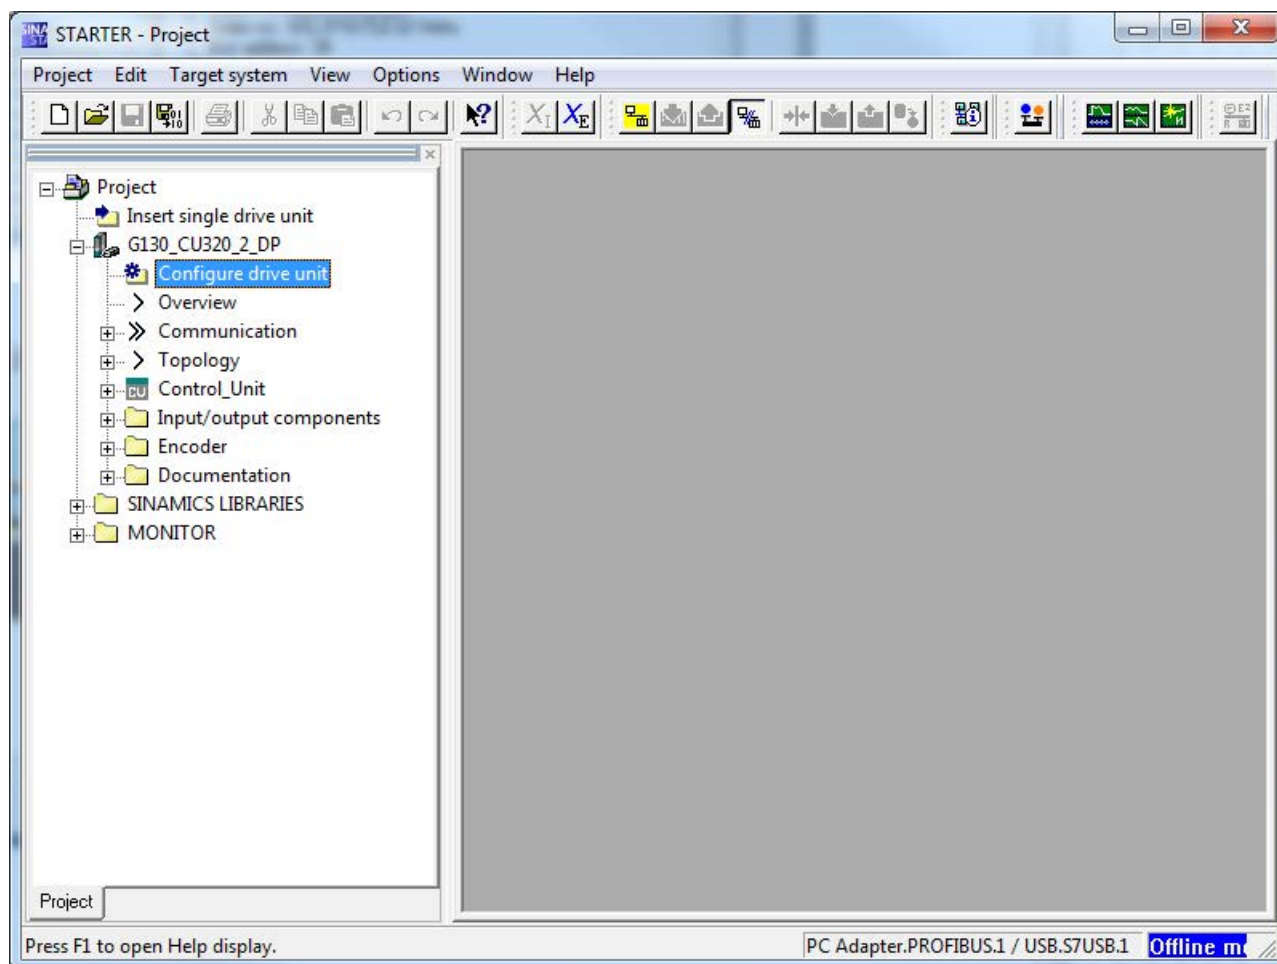 STARTER - Project
Project Edit Target system View Options Window Help
Project
Insert single drive unit
G130_CU320_2_DP
Configure drive unit
Overview
Communication
Topology
CU Control_Unit
Input/output components
Encoder
Documentation
SINAMICS LIBRARIES
MONITOR
Project
Press F1 to open Help display. PC Adapter.PROFIBUS.1 / USB.S7USB.1 Offline